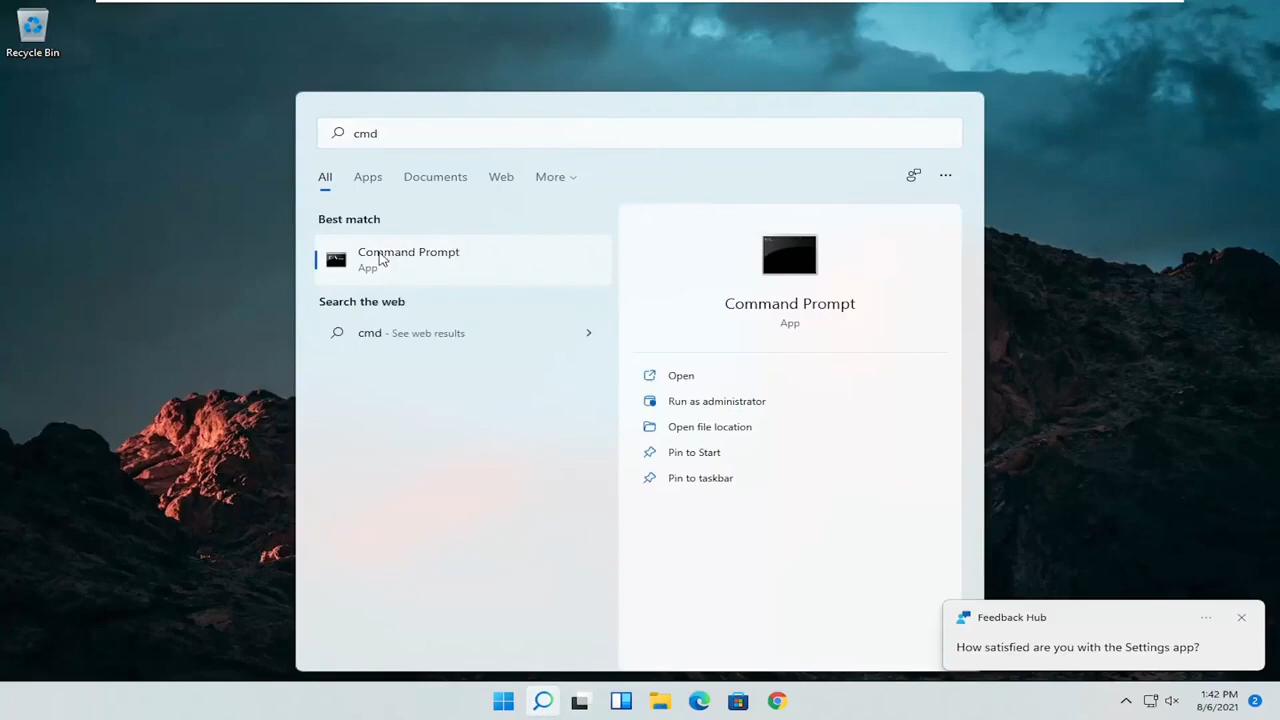 Recycle Bin
cmd
All Apps Documents Web More
Best match
Command Prompt
App
Search the web
cmd - See web results
Command Prompt
App
Open
Run as administrator
Open file location
Pin to Start
Pin to taskbar
Feedback Hub
How satisfied are you with the Settings app?
1:42 PM
8/6/2021
2